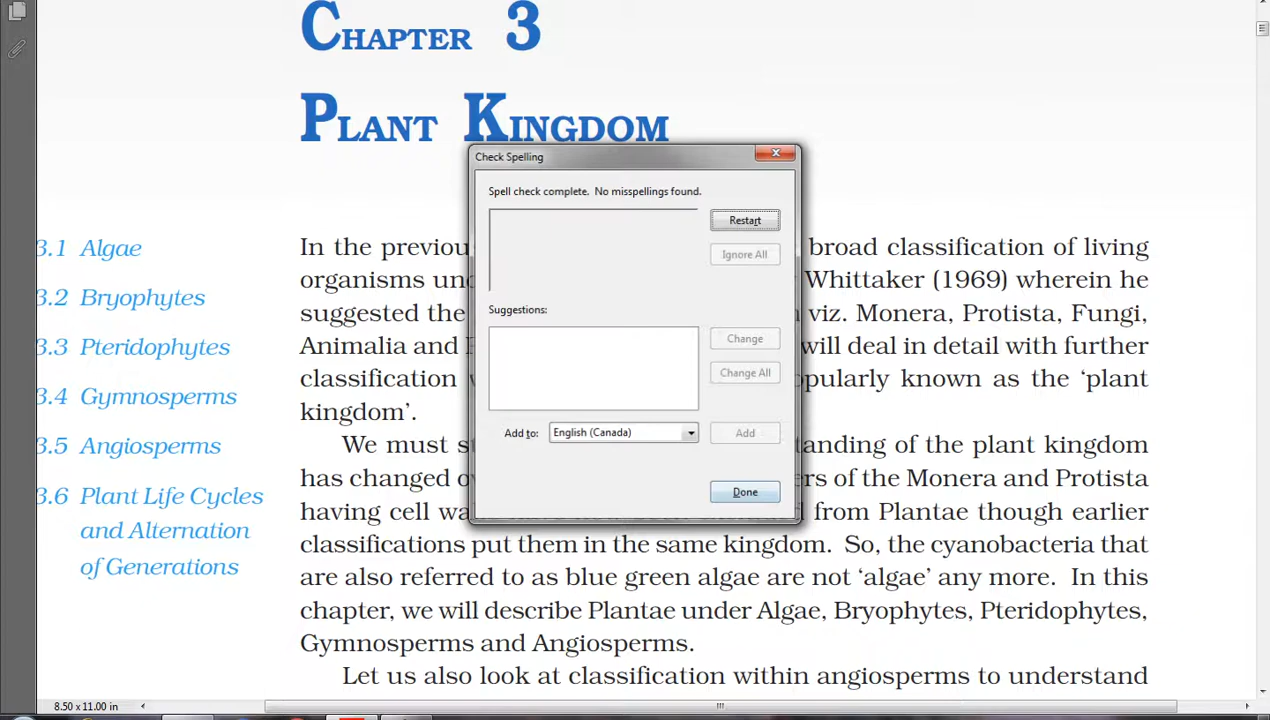 CHAPTER 3
PLANT KINGDOM
Check Spelling
Spell check complete. No misspellings found.
Restart
Ignore All
Suggestions:
Change
Change All
Add to: English (Canada) Add
Done
3.1 Algae
3.2 Bryophytes
3.3 Pteridophytes
3.4 Gymnosperms
3.5 Angiosperms
3.6 Plant Life Cycles
and Alternation
of Generations
In the broad classification of living
organisms Whittaker (1969) wherein he
suggested the viz. Monera, Protista, Fungi,
Animalia and will deal in detail with further
classification known as the ‘plant
kingdom’.
We must of the plant kingdom
has changed of the Monera and Protista
having cell from Plantae though earlier
classifications put them in the same kingdom. So, the cyanobacteria that
are also referred to as blue green algae are not ‘algae’ any more. In this
chapter, we will describe Plantae under Algae, Bryophytes, Pteridophytes,
Gymnosperms and Angiosperms.
Let us also look at classification within angiosperms to understand
8.50 x 11.00 in